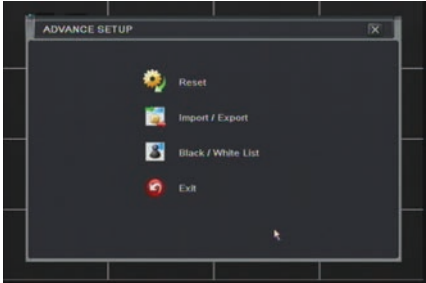 ADVANCE SETUP
Reset
Import / Export
Black / White List
Exit